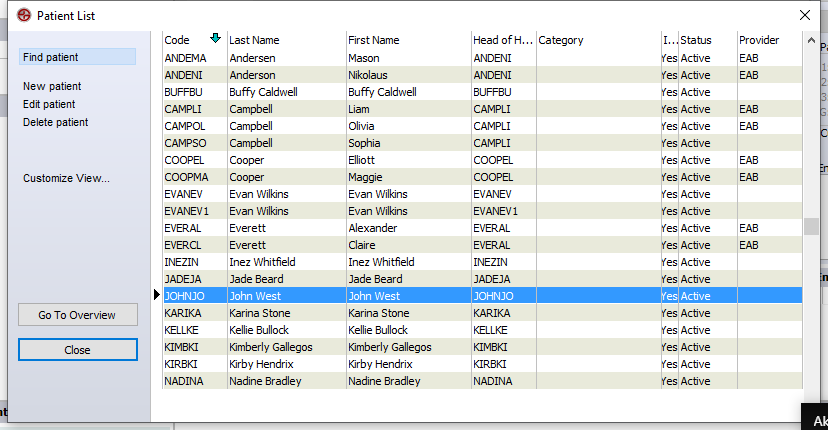 Patient List
Find patient
New patient
Edit patient
Delete patient
Customize View...
Go To Overview
Close
Code Last Name First Name Head of H... Category I... Status Provider
ANDEMA Andersen Mason ANDENI Yes Active EAB
ANDENI Anderson Nikolaus ANDENI Yes Active EAB
BUFFBU Buffy Caldwell Buffy Caldwell BUFFBU Yes Active
CAMPLI Campbell Liam CAMPLI Yes Active EAB
CAMPOL Campbell Olivia CAMPLI Yes Active EAB
CAMPSO Campbell Sophia CAMPLI Yes Active
COOPEL Cooper Elliott COOPEL Yes Active EAB
COOPMA Cooper Maggie COOPEL Yes Active EAB
EVANEV Evan Wilkins Evan Wilkins EVANEV Yes Active
EVANEV1 Evan Wilkins Evan Wilkins EVANEV1 Yes Active
EVERAL Everett Alexander EVERAL Yes Active EAB
EVERCL Everett Claire EVERAL Yes Active EAB
INEZIN Inez Whitfield Inez Whitfield INEZIN Yes Active
JADEJA Jade Beard Jade Beard JADEJA Yes Active
JOHNJO John West John West JOHNJO Yes Active
KARIKA Karina Stone Karina Stone KARIKA Yes Active
KELLKE Kellie Bullock Kellie Bullock KELLKE Yes Active
KIMBKI Kimberly Gallegos Kimberly Gallegos KIMBKI Yes Active
KIRBKI Kirby Hendrix Kirby Hendrix KIRBKI Yes Active
NADINA Nadine Bradley Nadine Bradley NADINA Yes Active
Ak